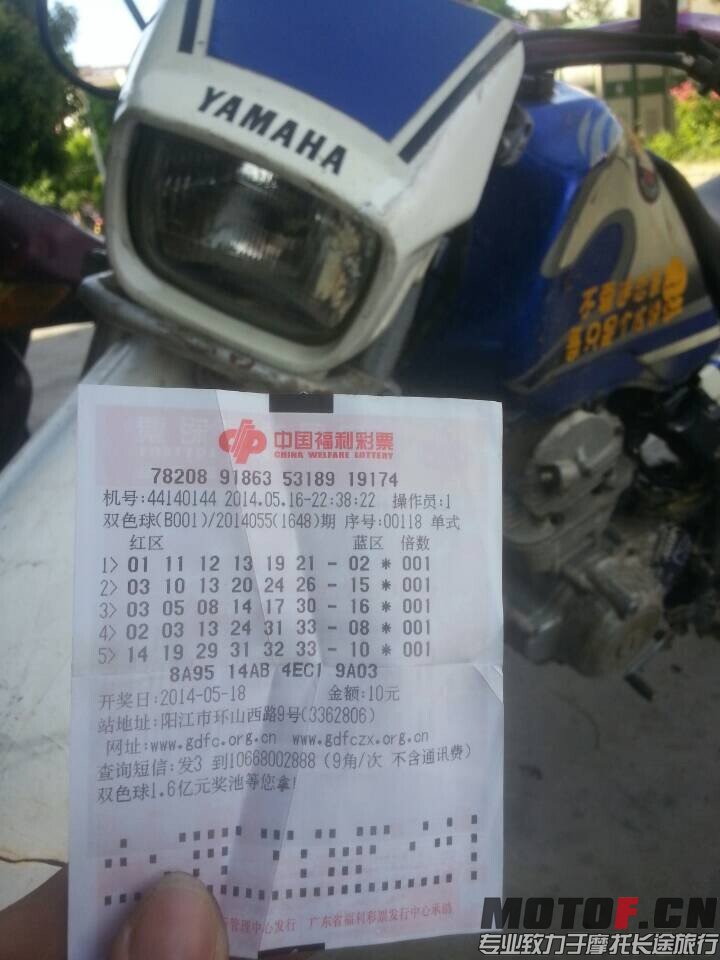 YAMAHA
中国福利彩票
CHINA WELFARE LOTTERY
78208 91863 53189 19174
机号:44140144 2014.05.16-22:38:22 操作员:1
双色球(B001)/2014055(1648)期 序号:00118 单式
红区 蓝区 倍数
1> 01 11 12 13 19 21 - 02 * 001
2> 03 10 13 20 24 26 - 15 * 001
3> 03 05 08 14 17 30 - 16 * 001
4> 02 03 13 24 31 33 - 08 * 001
5> 14 19 29 31 32 33 - 10 * 001
8A95 14AB 4EC1 9A03
开奖日:2014-05-18 金额:10元
站地址:阳江市环山西路9号(3362806)
网址:www.gdfc.org.cn www.gdfczx.org.cn
查询短信:发3 到10668002888 (9角/次 不含通讯费)
双色球1.6亿元奖池等您拿!
管理中心发行 广东省福利彩票发行中心承销
MOTOF.CN
专业致力于摩托长途旅行